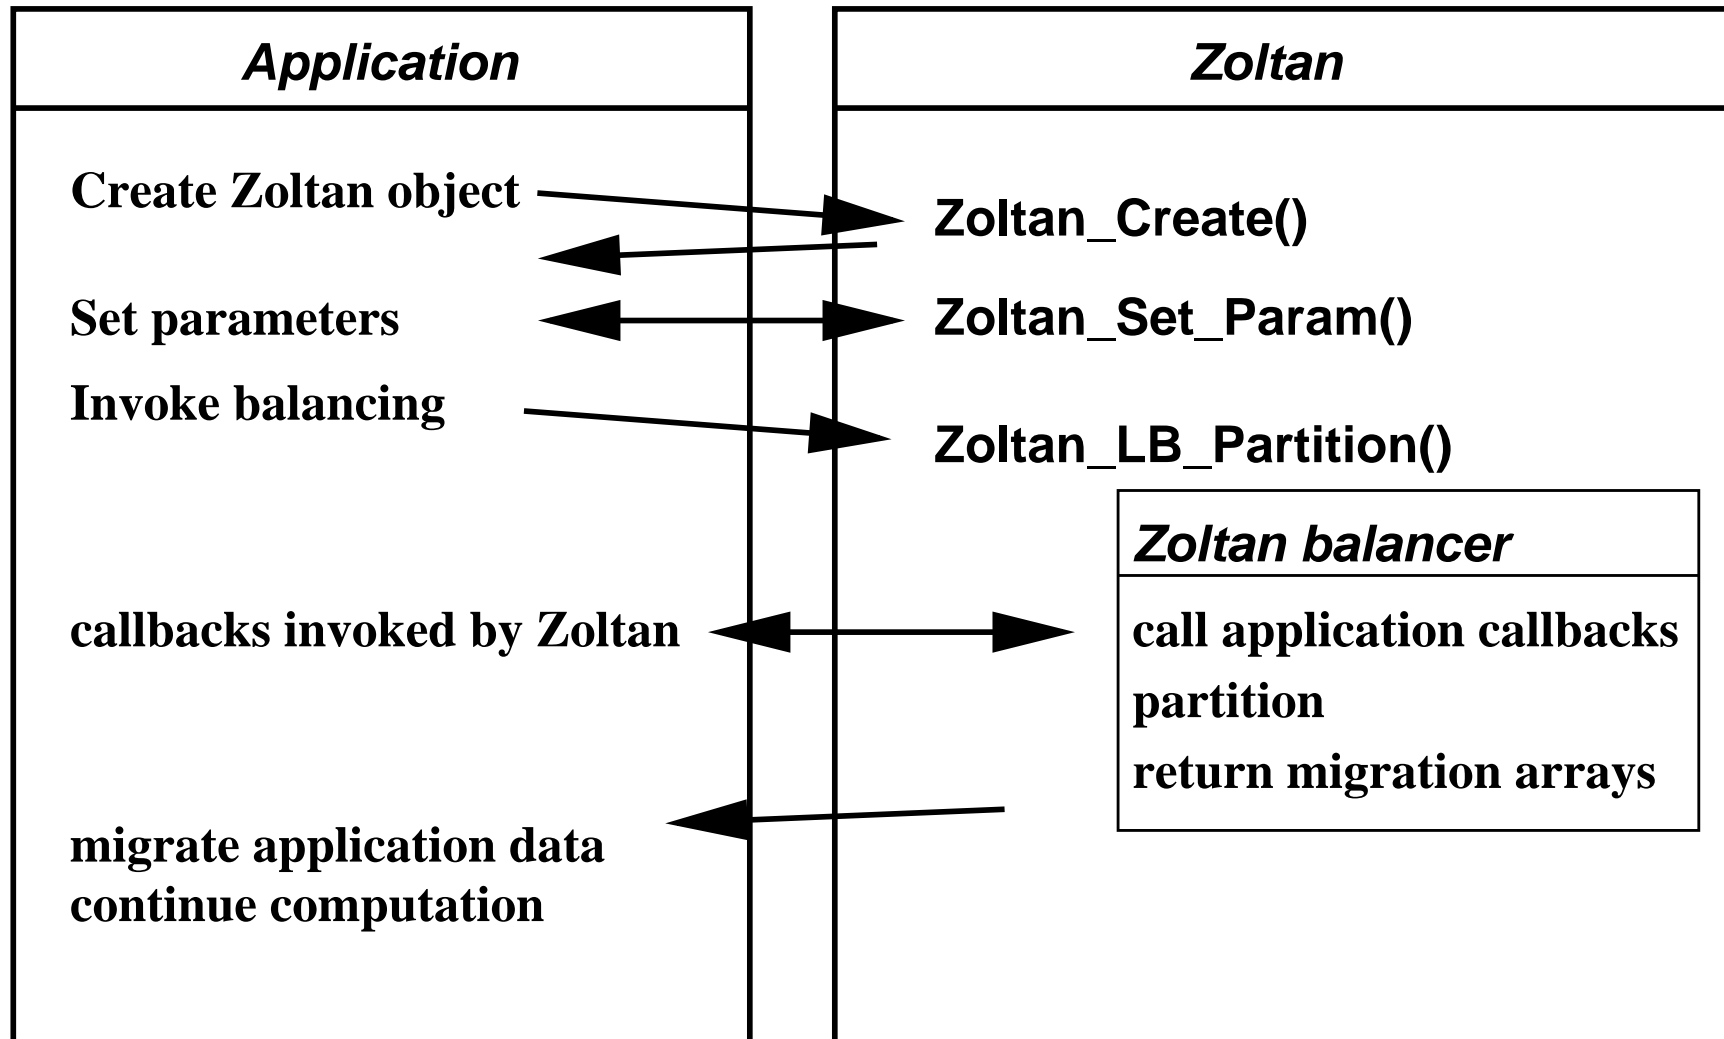 Application
Zoltan
Create Zoltan object
Zoltan_Create()
Set parameters
Zoltan_Set_Param()
Invoke balancing
Zoltan_LB_Partition()
Zoltan balancer
callbacks invoked by Zoltan
call application callbacks
partition
return migration arrays
migrate application data
continue computation